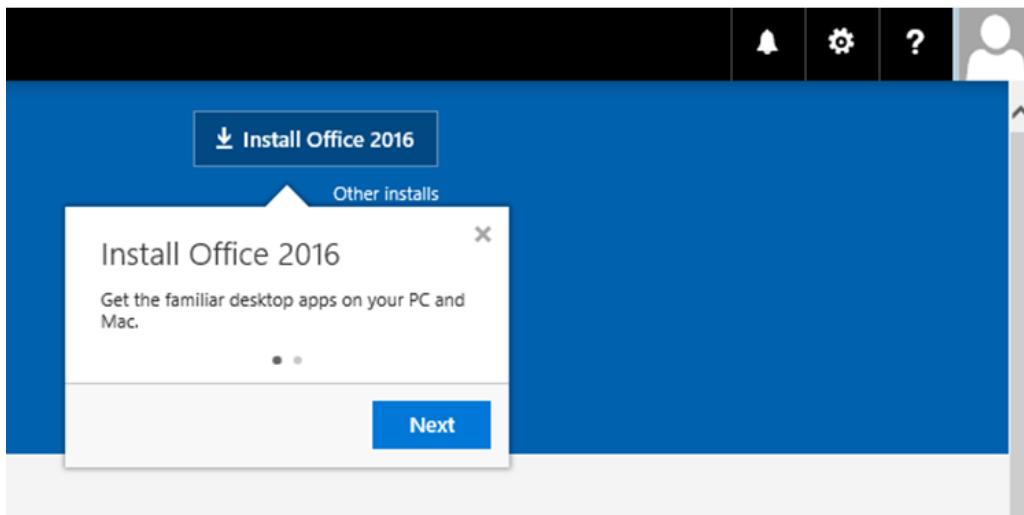 ?
Install Office 2016
Other installs
Install Office 2016
Get the familiar desktop apps on your PC and
Mac.
Next